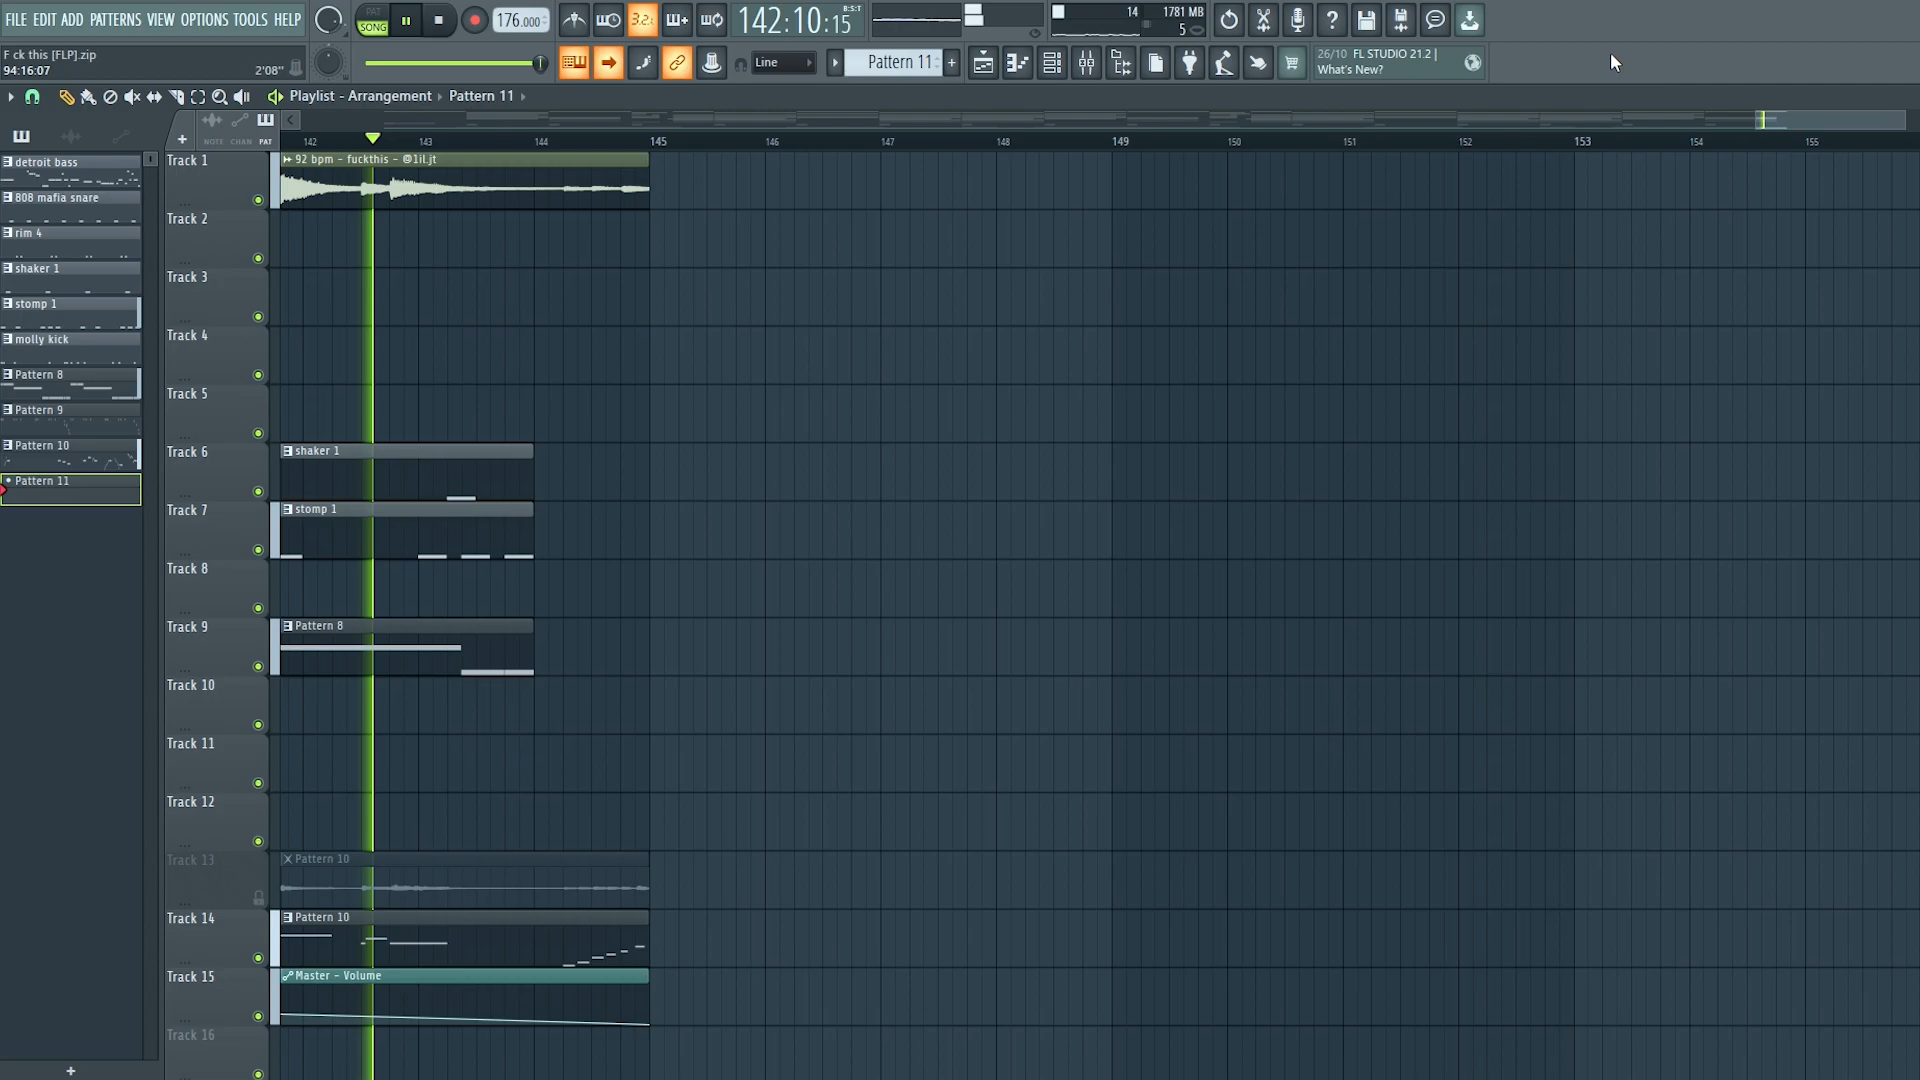 FILE EDIT ADD PATTERNS VIEW OPTIONS TOOLS HELP
PAT
SONG
176.000
3.2
142:10:15
B:S:T
14
1781 MB
5
F ck this [FLP].zip
94:16:07
2'08"
Line
Pattern 11
+
26/10 FL STUDIO 21.2 |
What's New?
Playlist - Arrangement › Pattern 11 ›
NOTE CHAN PAT
142 143 144 145 146 147 148 149 150 151 152 153 154 155
detroit bass
808 mafia snare
rim 4
shaker 1
stomp 1
molly kick
Pattern 8
Pattern 9
Pattern 10
Pattern 11
+
Track 1
92 bpm - fuckthis - @1il.jt
Track 2
Track 3
Track 4
Track 5
Track 6
shaker 1
Track 7
stomp 1
Track 8
Track 9
Pattern 8
Track 10
Track 11
Track 12
Track 13
Pattern 10
Track 14
Pattern 10
Track 15
Master - Volume
Track 16